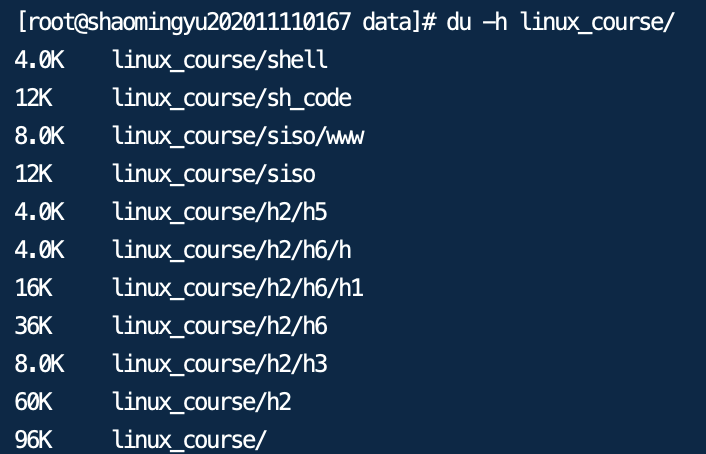 [root@shaomingyu202011110167 data]# du -h linux_course/
4.0K    linux_course/shell
12K     linux_course/sh_code
8.0K    linux_course/siso/www
12K     linux_course/siso
4.0K    linux_course/h2/h5
4.0K    linux_course/h2/h6/h
16K     linux_course/h2/h6/h1
36K     linux_course/h2/h6
8.0K    linux_course/h2/h3
60K     linux_course/h2
96K     linux_course/